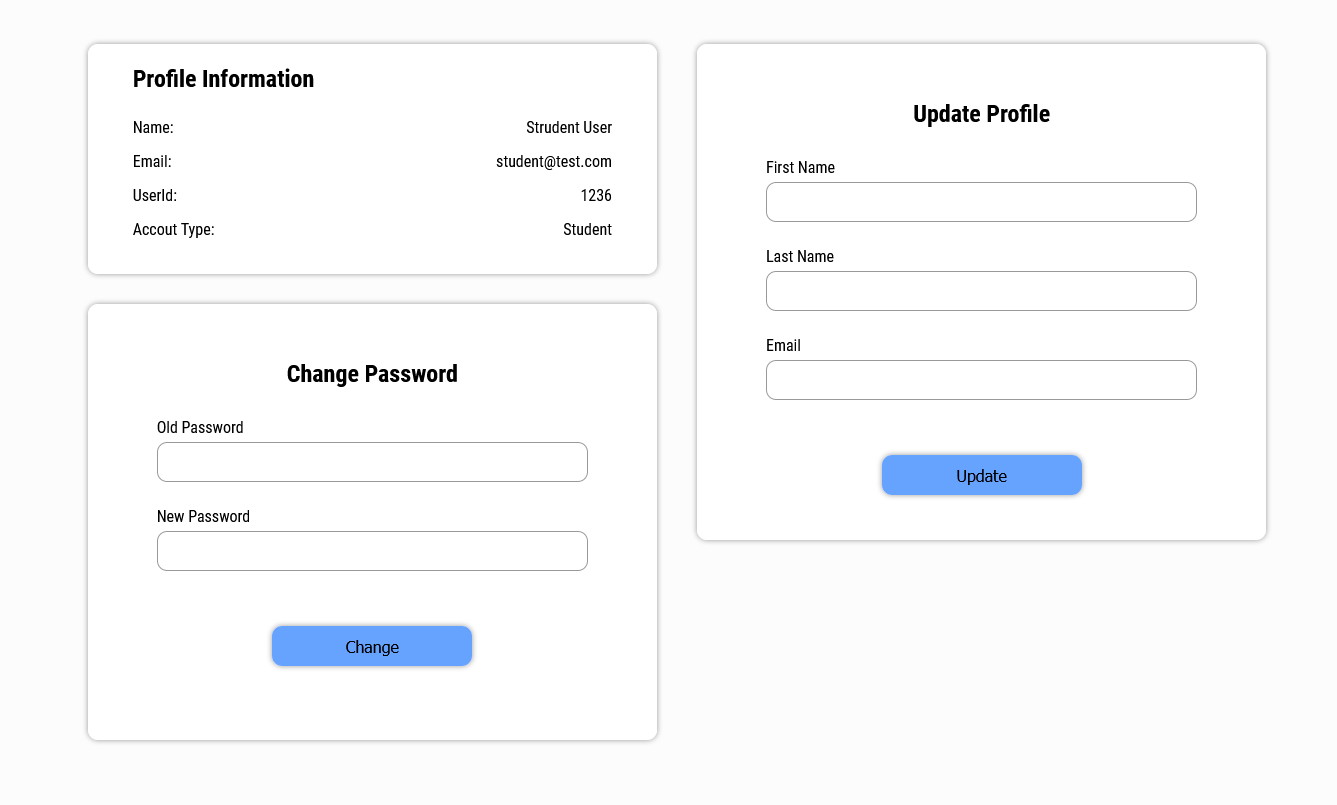 Profile Information
Name: Strudent User
Email: student@test.com
UserId: 1236
Accout Type: Student
Change Password
Old Password
New Password
Change
Update Profile
First Name
Last Name
Email
Update